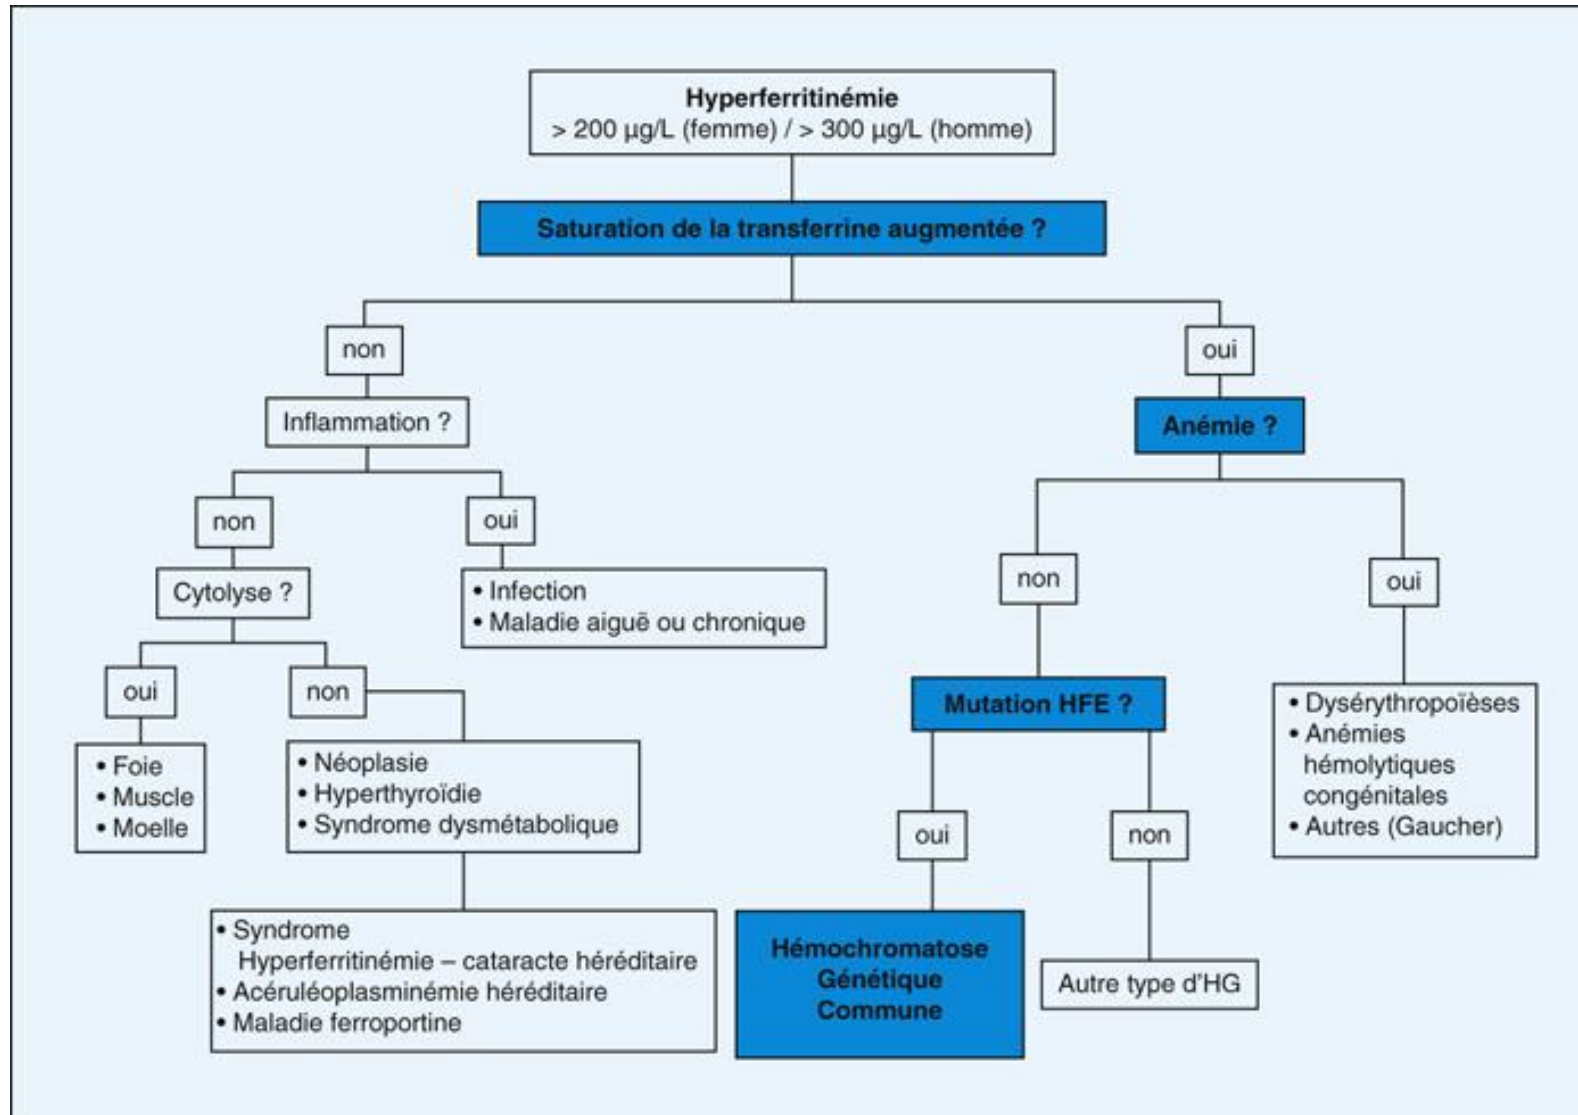 Hyperferritinémie
> 200 µg/L (femme) / > 300 µg/L (homme)
Saturation de la transferrine augmentée ?
non
oui
Inflammation ?
Anémie ?
non
oui
non
oui
Cytolyse ?
• Infection
• Maladie aiguë ou chronique
oui
non
Mutation HFE ?
• Dysérythropoïèses
• Anémies
hémolytiques
congénitales
• Autres (Gaucher)
• Foie
• Muscle
• Moelle
• Néoplasie
• Hyperthyroïdie
• Syndrome dysmétabolique
oui
non
• Syndrome
Hyperferritinémie – cataracte héréditaire
• Acéruléoplasminémie héréditaire
• Maladie ferroportine
Hémochromatose
Génétique
Commune
Autre type d’HG